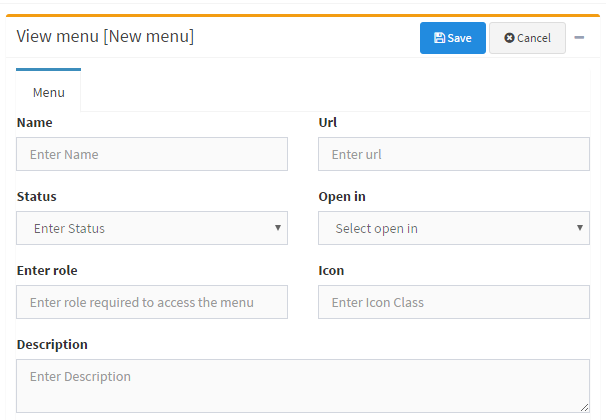 View menu [New menu]
Save
Cancel
Menu
Name
Url
Enter Name
Enter url
Status
Open in
Enter Status
Select open in
Enter role
Icon
Enter role required to access the menu
Enter Icon Class
Description
Enter Description